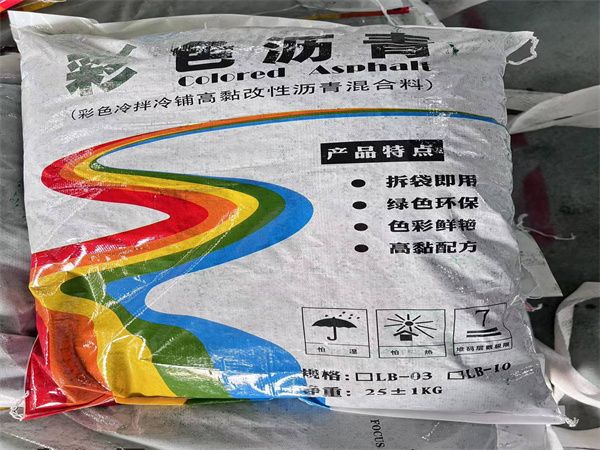 彩色沥青
Colored Asphalt
(彩色冷拌冷铺高黏改性沥青混合料)
产品特点
● 拆袋即用
● 绿色环保
● 色彩鲜艳
● 高黏配方
7
怕湿 怕热 堆码层数极限
规格:□LB-03 □LB-10
净重:25±1KG
FOCUS